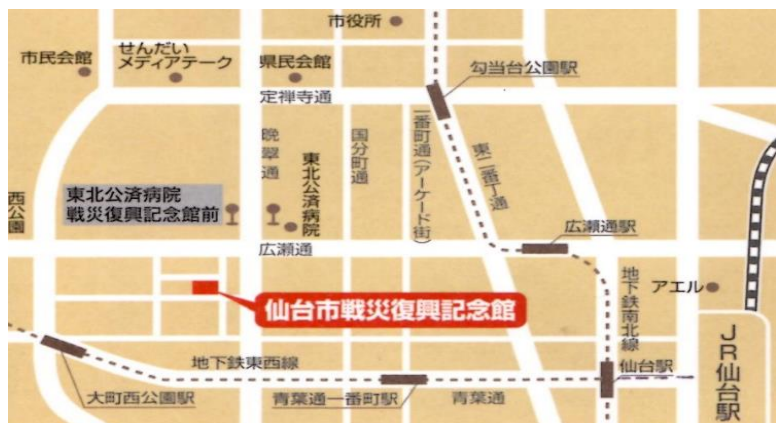 市役所
市民会館
せんだい
メディアテーク
県民会館
勾当台公園駅
定禅寺通
晩翠通
国分町通
一番町通(アーケード街)
東二番丁通
西公園
東北公済病院
戦災復興記念館前
東北公済病院
広瀬通
広瀬通駅
地下鉄南北線
アエル
仙台市戦災復興記念館
JR仙台駅
地下鉄東西線
仙台駅
大町西公園駅
青葉通一番町駅
青葉通